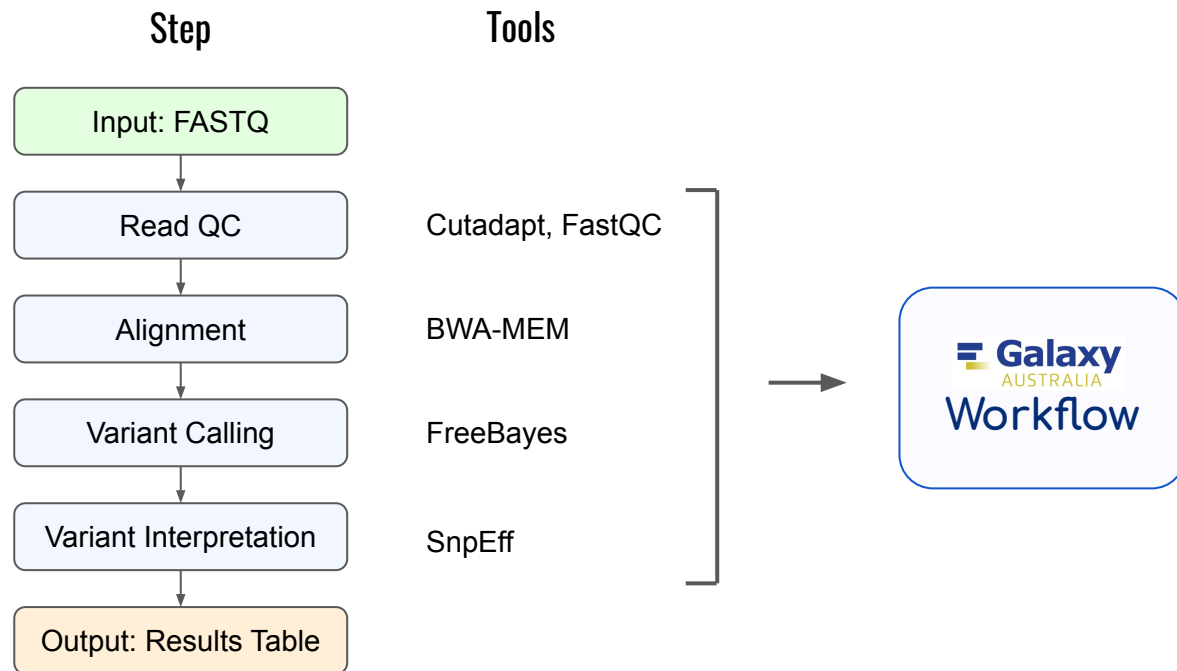 Step
Tools
Input: FASTQ
Read QC
Cutadapt, FastQC
Alignment
BWA-MEM
Variant Calling
FreeBayes
Variant Interpretation
SnpEff
Output: Results Table
Galaxy
AUSTRALIA
Workflow